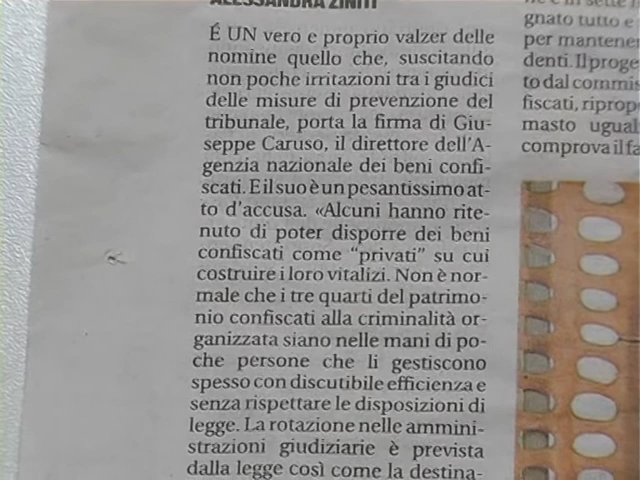 ALESSANDRA ZINITI
É UN vero e proprio valzer delle
nomine quello che, suscitando
non poche irritazioni tra i giudici
delle misure di prevenzione del
tribunale, porta la firma di Giu-
seppe Caruso, il direttore dell'A-
genzia nazionale dei beni confi-
scati. E il suo è un pesantissimo at-
to d'accusa. «Alcuni hanno rite-
nuto di poter disporre dei beni
confiscati come "privati" su cui
costruire i loro vitalizi. Non è nor-
male che i tre quarti del patrimo-
nio confiscati alla criminalità or-
ganizzata siano nelle mani di po-
che persone che li gestiscono
spesso con discutibile efficienza e
senza rispettare le disposizioni di
legge. La rotazione nelle ammini-
strazioni giudiziarie è prevista
dalla legge così come la destina-
gnato tutto e
per mantener
denti. Il proge
to dal commis
fiscati, riprop
masto ugual
comprova il fa